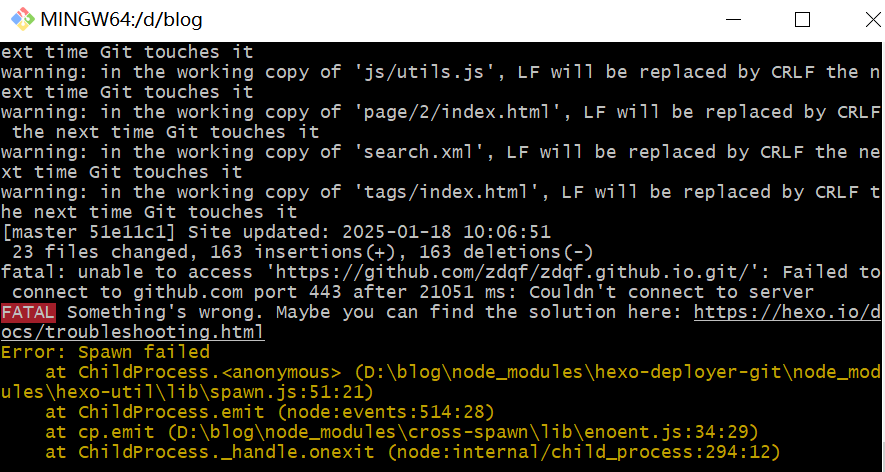 MINGW64:/d/blog
ext time Git touches it
warning: in the working copy of 'js/utils.js', LF will be replaced by CRLF the n
ext time Git touches it
warning: in the working copy of 'page/2/index.html', LF will be replaced by CRLF
 the next time Git touches it
warning: in the working copy of 'search.xml', LF will be replaced by CRLF the ne
xt time Git touches it
warning: in the working copy of 'tags/index.html', LF will be replaced by CRLF t
he next time Git touches it
[master 51e11c1] Site updated: 2025-01-18 10:06:51
 23 files changed, 163 insertions(+), 163 deletions(-)
fatal: unable to access 'https://github.com/zdqf/zdqf.github.io.git/': Failed to
 connect to github.com port 443 after 21051 ms: Couldn't connect to server
FATAL Something's wrong. Maybe you can find the solution here: https://hexo.io/d
ocs/troubleshooting.html
Error: Spawn failed
    at ChildProcess.<anonymous> (D:\blog\node_modules\hexo-deployer-git\node_mod
ules\hexo-util\lib\spawn.js:51:21)
    at ChildProcess.emit (node:events:514:28)
    at cp.emit (D:\blog\node_modules\cross-spawn\lib\enoent.js:34:29)
    at ChildProcess._handle.onexit (node:internal/child_process:294:12)